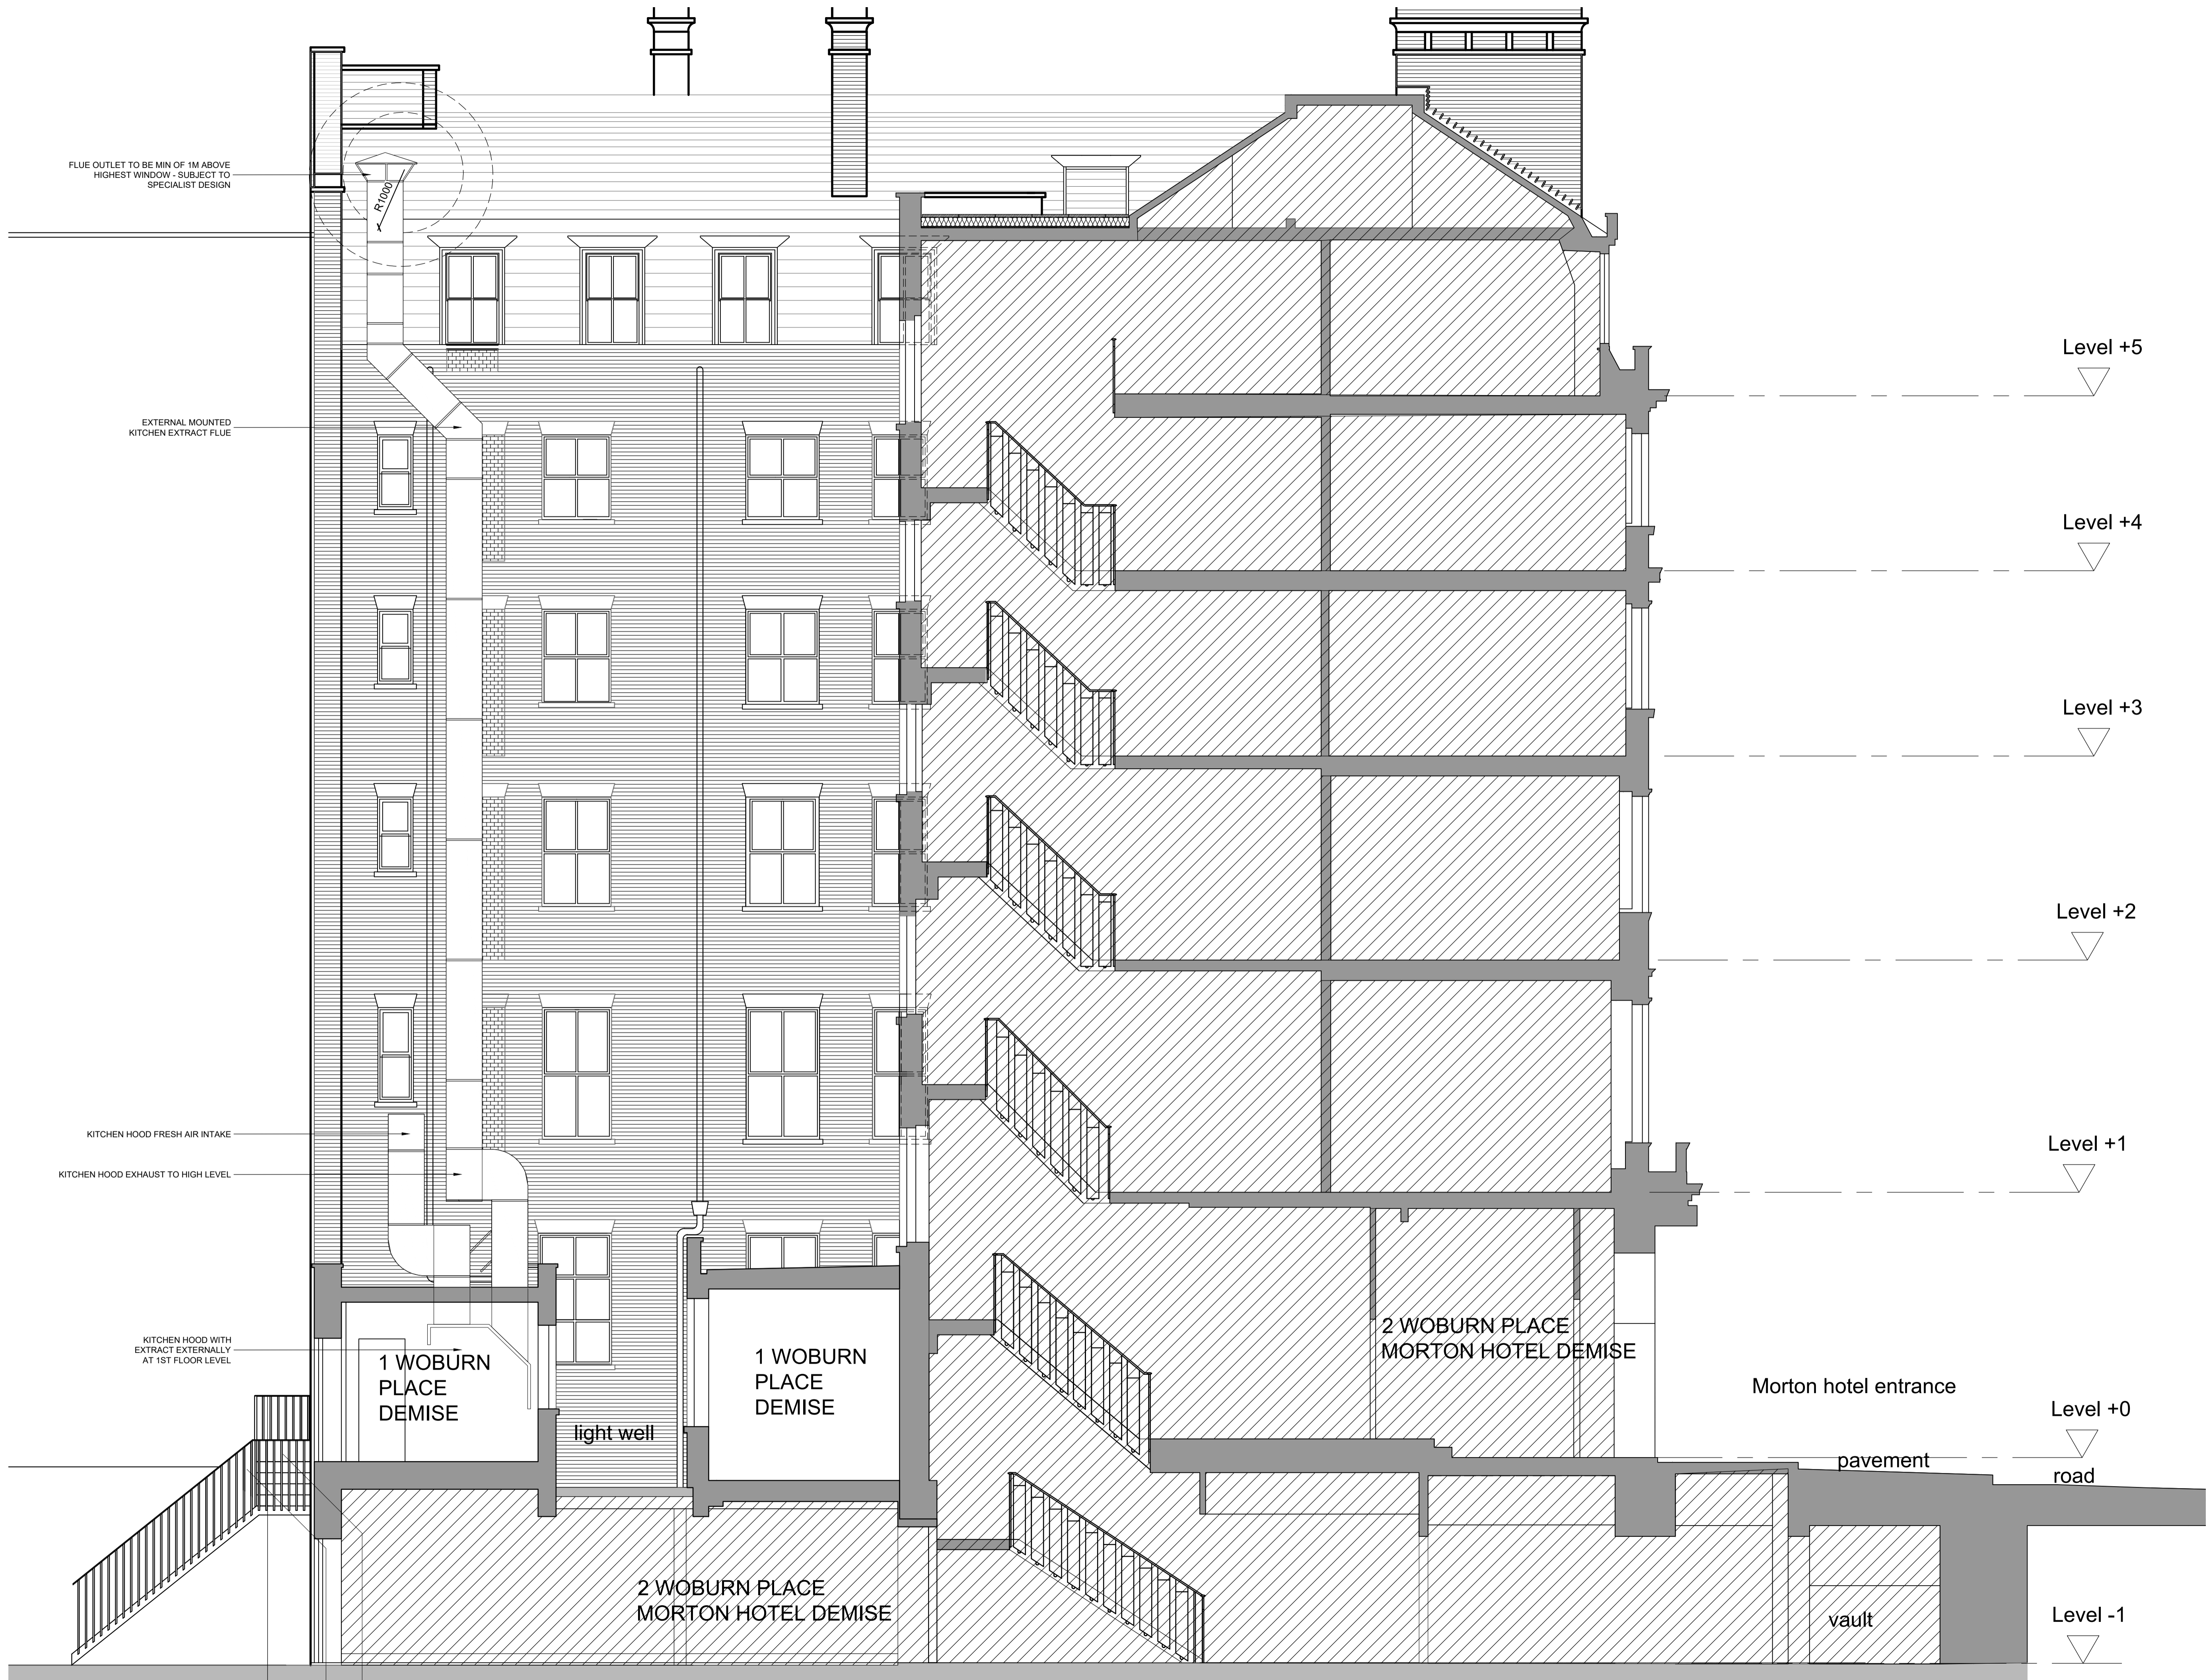 FLUE OUTLET TO BE MIN OF 1M ABOVE
HIGHEST WINDOW - SUBJECT TO
SPECIALIST DESIGN
R1000
Level +5
EXTERNAL MOUNTED
KITCHEN EXTRACT FLUE
Level +4
Level +3
Level +2
KITCHEN HOOD FRESH AIR INTAKE
Level +1
KITCHEN HOOD EXHAUST TO HIGH LEVEL
KITCHEN HOOD WITH
EXTRACT EXTERNALLY
AT 1ST FLOOR LEVEL
1 WOBURN
PLACE
DEMISE
light well
1 WOBURN
PLACE
DEMISE
2 WOBURN PLACE
MORTON HOTEL DEMISE
Morton hotel entrance
Level +0
pavement
road
2 WOBURN PLACE
MORTON HOTEL DEMISE
vault
Level -1